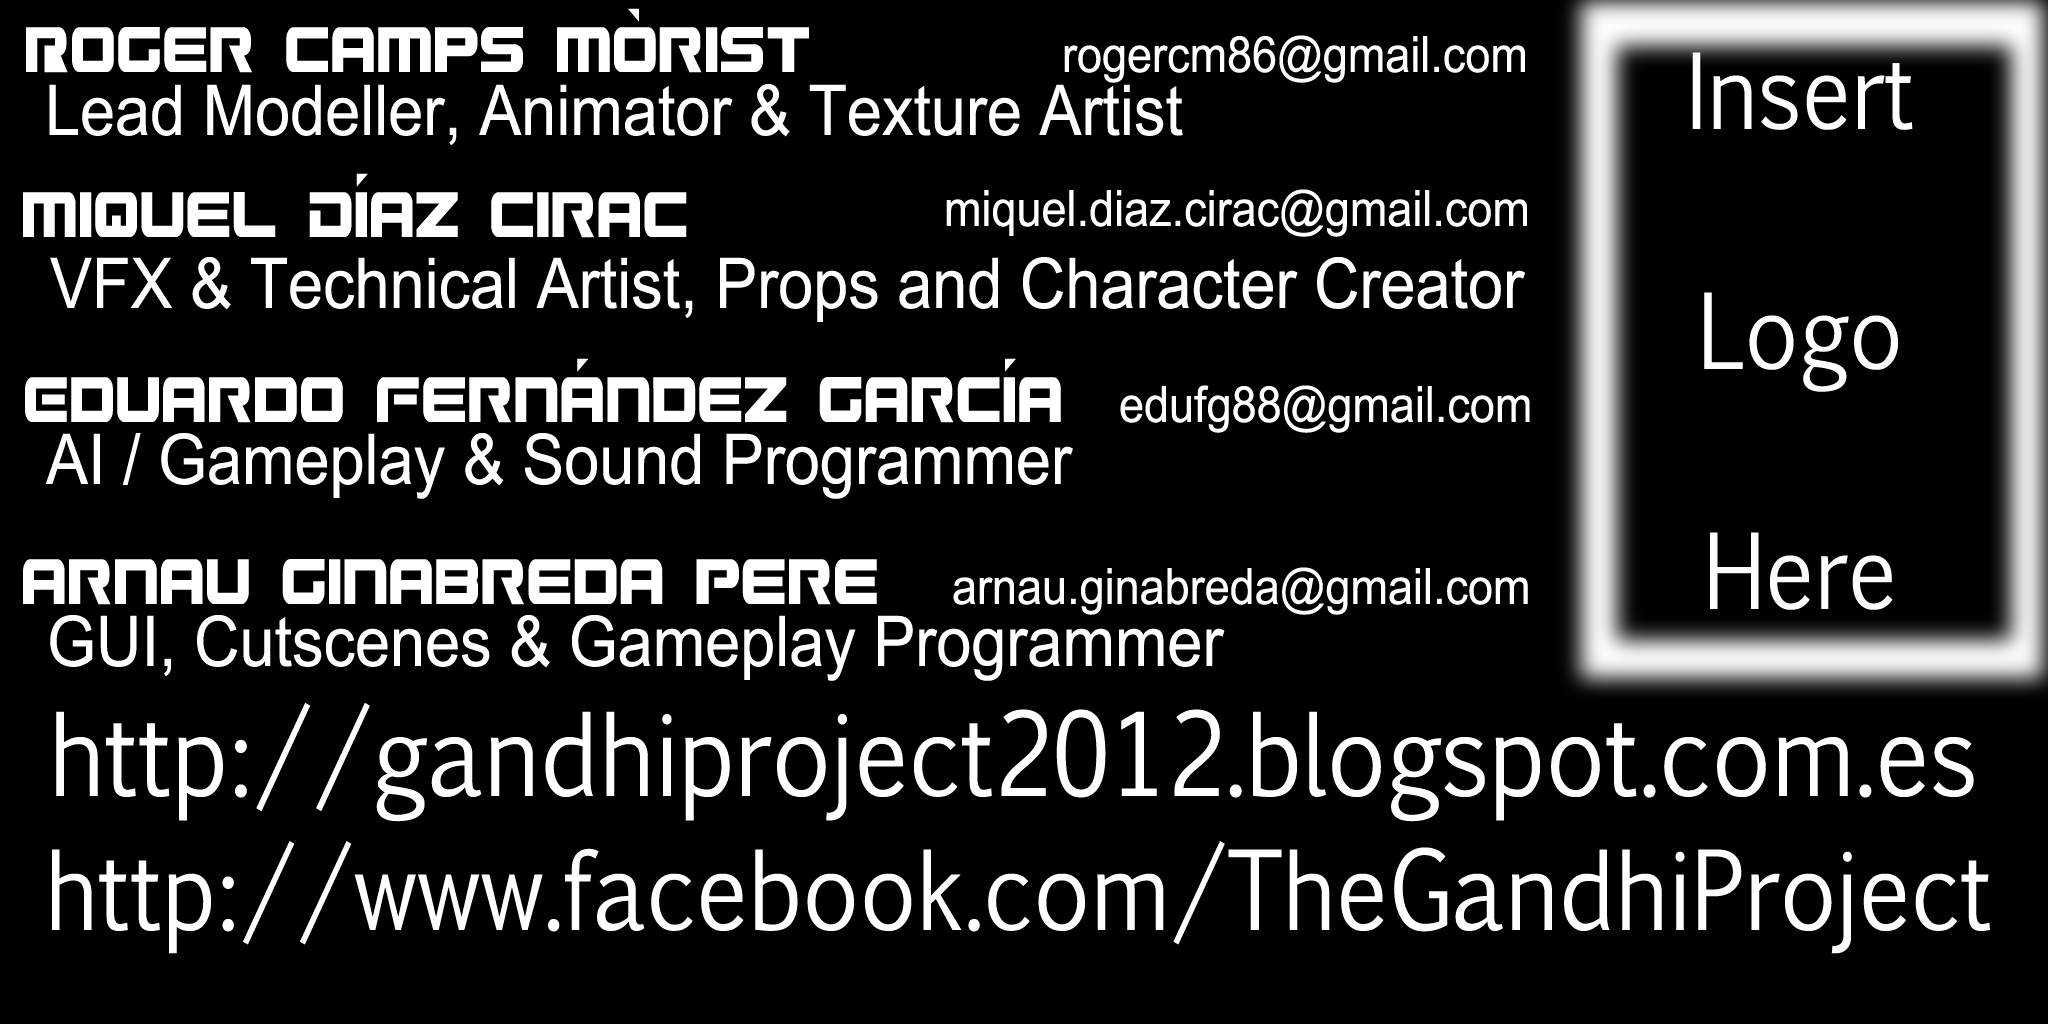 ROGER CAMPS MÒRIST rogercm86@gmail.com
Lead Modeller, Animator & Texture Artist
MIQUEL DÍAZ CIRAC miquel.diaz.cirac@gmail.com
VFX & Technical Artist, Props and Character Creator
EDUARDO FERNÁNDEZ GARCÍA edufg88@gmail.com
AI / Gameplay & Sound Programmer
ARNAU GINABREDA PERE arnau.ginabreda@gmail.com
GUI, Cutscenes & Gameplay Programmer
Insert
Logo
Here
http://gandhiproject2012.blogspot.com.es
http://www.facebook.com/TheGandhiProject